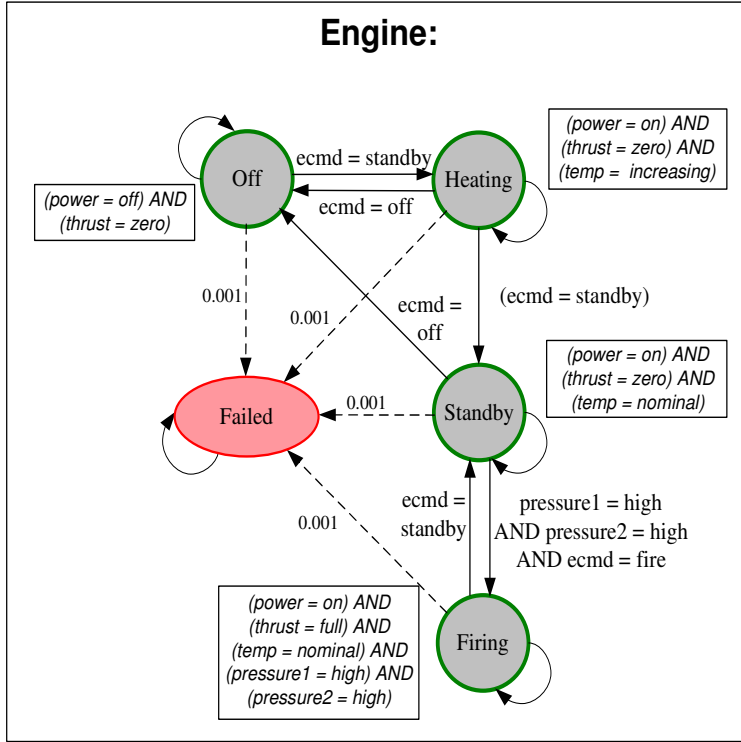 Engine:
(power = on) AND
(thrust = zero) AND
(temp = increasing)
ecmd = standby
Off
Heating
ecmd = off
(power = off) AND
(thrust = zero)
0.001
0.001
ecmd =
off
(ecmd = standby)
(power = on) AND
(thrust = zero) AND
(temp = nominal)
Failed
0.001
Standby
0.001
ecmd =
standby
pressure1 = high
AND pressure2 = high
AND ecmd = fire
(power = on) AND
(thrust = full) AND
(temp = nominal) AND
(pressure1 = high) AND
(pressure2 = high)
Firing